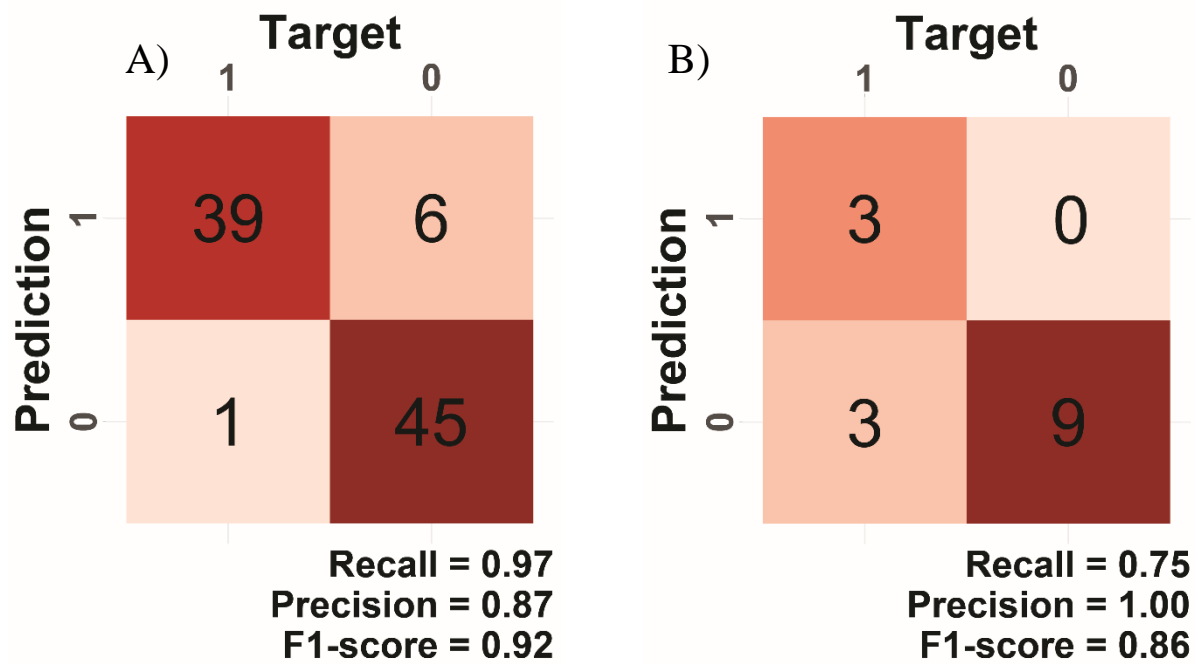 A)
Target
1 0
Prediction
1
39 6
0
1 45
Recall = 0.97
Precision = 0.87
F1-score = 0.92
B)
Target
1 0
Prediction
1
3 0
0
3 9
Recall = 0.75
Precision = 1.00
F1-score = 0.86